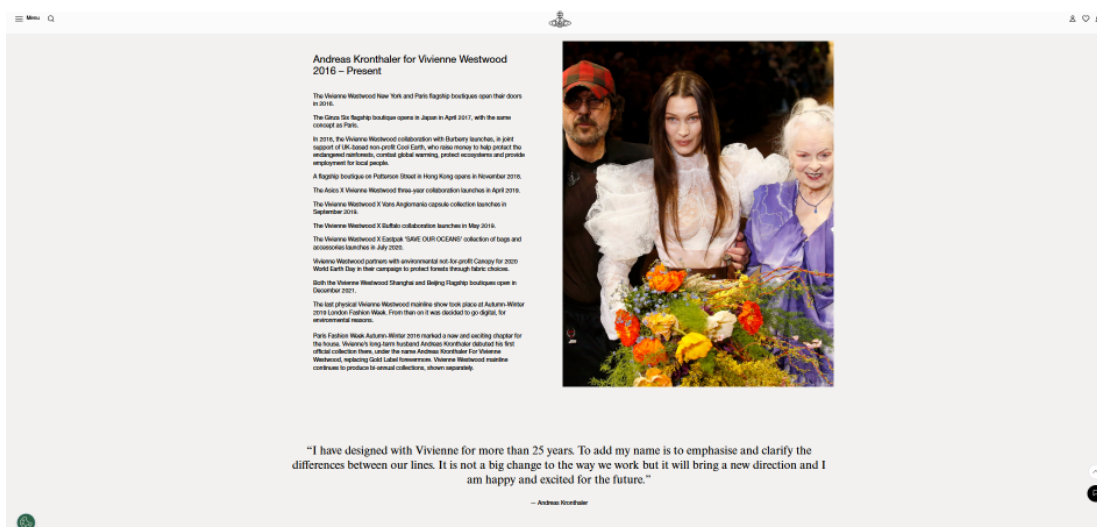 Menu
Andreas Kronthaler for Vivienne Westwood
2016 – Present
The Vivienne Westwood New York and Paris flagship boutiques open their doors
in 2016.
The Ginza Six flagship boutique opens in Japan in April 2017, with the same
concept as Paris.
In 2018, the Vivienne Westwood collaboration with Burberry launches, in joint
support of UK-based non-profit Cool Earth, who raise money to help protect the
endangered rainforests, combat global warming, protect ecosystems and provide
employment for local people.
A flagship boutique on Patterson Street in Hong Kong opens in November 2018.
The Asics X Vivienne Westwood three-year collaboration launches in April 2019.
The Vivienne Westwood X Vans Anglomania capsule collection launches in
September 2019.
The Vivienne Westwood X Buffalo collaboration launches in May 2019.
The Vivienne Westwood X Eastpak 'SAVE OUR OCEANS' collection of bags and
accessories launches in July 2020.
Vivienne Westwood partners with environmental not-for-profit Canopy for 2020
World Earth Day in their campaign to protect forests through fabric choices.
Both the Vivienne Westwood Shanghai and Beijing Flagship boutiques open in
December 2021.
The last physical Vivienne Westwood mainline show took place at Autumn-Winter
2019 London Fashion Week. From then on it was decided to go digital, for
environmental reasons.
Paris Fashion Week Autumn-Winter 2016 marked a new and exciting chapter for
the house. Vivienne's long-term husband Andreas Kronthaler debuted his first
official collection there, under the name Andreas Kronthaler For Vivienne
Westwood, replacing Gold Label forevermore. Vivienne Westwood mainline
continues to produce bi-annual collections, shown separately.
“I have designed with Vivienne for more than 25 years. To add my name is to emphasise and clarify the
differences between our lines. It is not a big change to the way we work but it will bring a new direction and I
am happy and excited for the future.”
— Andreas Kronthaler